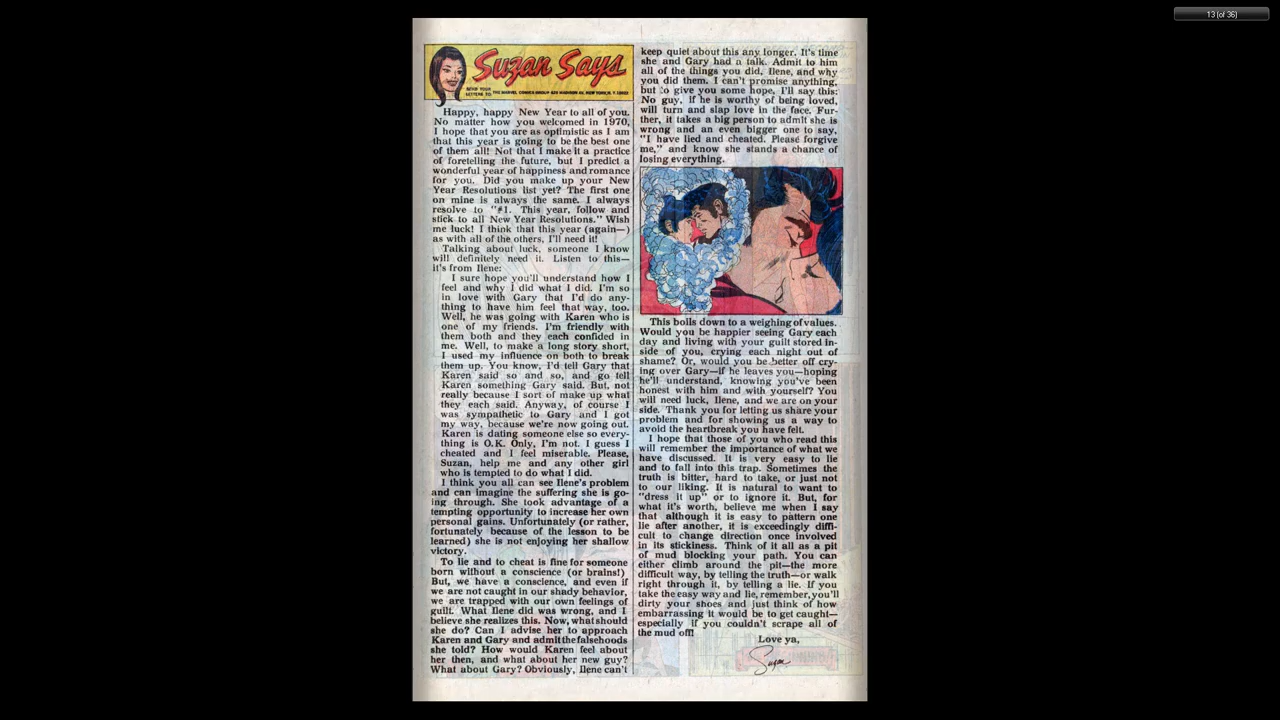 13 (of 36)
Suzan Says
SEND YOUR
LETTERS TO: THE MARVEL COMICS GROUP 625 MADISON AV. NEW YORK, N. Y. 10022
Happy, happy New Year to all of you.
No matter how you welcomed in 1970,
I hope that you are as optimistic as I am
that this year is going to be the best one
of them all! Not that I make it a practice
of foretelling the future, but I predict a
wonderful year of happiness and romance
for you. Did you make up your New
Year Resolutions list yet? The first one
on mine is always the same. I always
resolve to "#1. This year, follow and
stick to all New Year Resolutions." Wish
me luck! I think that this year (again—)
as with all of the others, I'll need it!
Talking about luck, someone I know
will definitely need it. Listen to this—
it's from Ilene:
I sure hope you'll understand how I
feel and why I did what I did. I'm so
in love with Gary that I'd do any-
thing to have him feel that way, too.
Well, he was going with Karen who is
one of my friends. I'm friendly with
them both and they each confided in
me. Well, to make a long story short,
I used my influence on both to break
them up. You know, I'd tell Gary that
Karen said so and so, and go tell
Karen something Gary said. But, not
really because I sort of make up what
they each said. Anyway, of course I
was sympathetic to Gary and I got
my way, because we're now going out.
Karen is dating someone else so every-
thing is O.K. Only, I'm not. I guess I
cheated and I feel miserable. Please,
Suzan, help me and any other girl
who is tempted to do what I did.
I think you all can see Ilene's problem
and can imagine the suffering she is go-
ing through. She took advantage of a
tempting opportunity to increase her own
personal gains. Unfortunately (or rather,
fortunately because of the lesson to be
learned) she is not enjoying her shallow
victory.
To lie and to cheat is fine for someone
born without a conscience (or brains!)
But, we have a conscience, and even if
we are not caught in our shady behavior,
we are trapped with our own feelings of
guilt. What Ilene did was wrong, and I
believe she realizes this. Now, what should
she do? Can I advise her to approach
Karen and Gary and admit the falsehoods
she told? How would Karen feel about
her then, and what about her new guy?
What about Gary? Obviously, Ilene can't
keep quiet about this any longer. It's time
she and Gary had a talk. Admit to him
all of the things you did, Ilene, and why
you did them. I can't promise anything,
but to give you some hope, I'll say this:
No guy, if he is worthy of being loved,
will turn and slap love in the face. Fur-
ther, it takes a big person to admit she is
wrong and an even bigger one to say,
"I have lied and cheated. Please forgive
me," and know she stands a chance of
losing everything.
This boils down to a weighing of values.
Would you be happier seeing Gary each
day and living with your guilt stored in-
side of you, crying each night out of
shame? Or, would you be better off cry-
ing over Gary—if he leaves you—hoping
he'll understand, knowing you've been
honest with him and with yourself? You
will need luck, Ilene, and we are on your
side. Thank you for letting us share your
problem and for showing us a way to
avoid the heartbreak you have felt.
I hope that those of you who read this
will remember the importance of what we
have discussed. It is very easy to lie
and to fall into this trap. Sometimes the
truth is bitter, hard to take, or just not
to our liking. It is natural to want to
"dress it up" or to ignore it. But, for
what it's worth, believe me when I say
that although it is easy to pattern one
lie after another, it is exceedingly diffi-
cult to change direction once involved
in its stickiness. Think of it all as a pit
of mud blocking your path. You can
either climb around the pit—the more
difficult way, by telling the truth—or walk
right through it, by telling a lie. If you
take the easy way and lie, remember, you'll
dirty your shoes and just think of how
embarrassing it would be to get caught—
especially if you couldn't scrape all of
the mud off!
Love ya,
Suzan